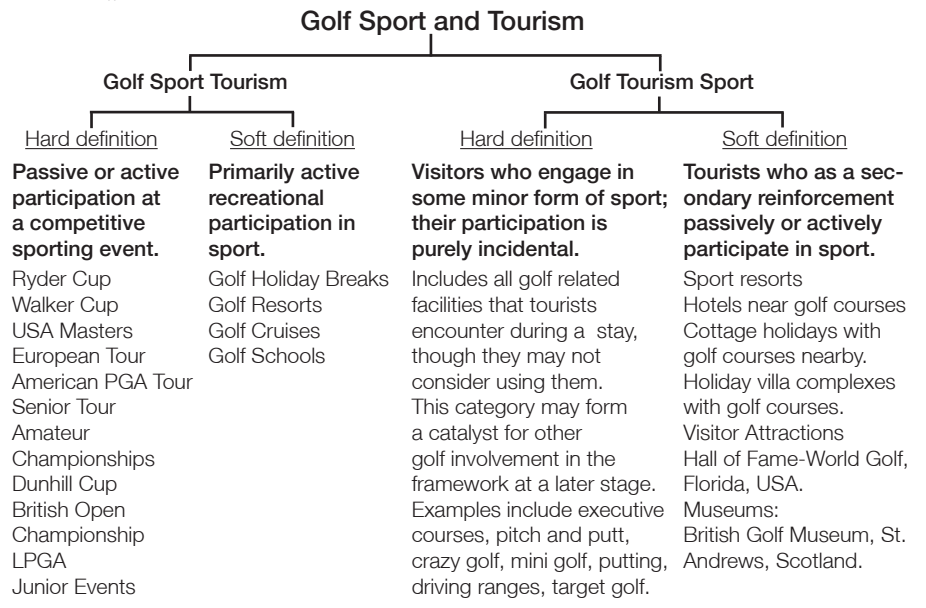 Golf Sport and Tourism
Golf Sport Tourism
Hard definition
Passive or active
participation at
a competitive
sporting event.
Ryder Cup
Walker Cup
USA Masters
European Tour
American PGA Tour
Senior Tour
Amateur
Championships
Dunhill Cup
British Open
Championship
LPGA
Junior Events
Soft definition
Primarily active
recreational
participation in
sport.
Golf Holiday Breaks
Golf Resorts
Golf Cruises
Golf Schools
Golf Tourism Sport
Hard definition
Visitors who engage in
some minor form of sport;
their participation is
purely incidental.
Includes all golf related
facilities that tourists
encounter during a stay,
though they may not
consider using them.
This category may form
a catalyst for other
golf involvement in the
framework at a later stage.
Examples include executive
courses, pitch and putt,
crazy golf, mini golf, putting,
driving ranges, target golf.
Soft definition
Tourists who as a sec-
ondary reinforcement
passively or actively
participate in sport.
Sport resorts
Hotels near golf courses
Cottage holidays with
golf courses nearby.
Holiday villa complexes
with golf courses.
Visitor Attractions
Hall of Fame-World Golf,
Florida, USA.
Museums:
British Golf Museum, St.
Andrews, Scotland.